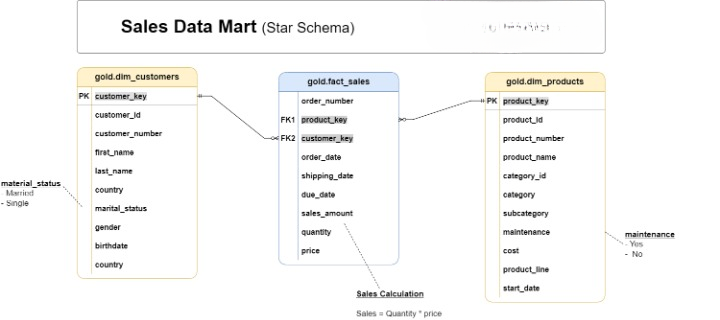 Sales Data Mart (Star Schema)
gold.dim_customers
PK customer_key
customer_id
customer_number
first_name
last_name
country
marital_status
gender
birthdate
country
material_status
- Married
- Single
gold.fact_sales
order_number
FK1 product_key
FK2 customer_key
order_date
shipping_date
due_date
sales_amount
quantity
price
Sales Calculation
Sales = Quantity * price
gold.dim_products
PK product_key
product_id
product_number
product_name
category_id
category
subcategory
maintenance
cost
product_line
start_date
maintenance
- Yes
- No